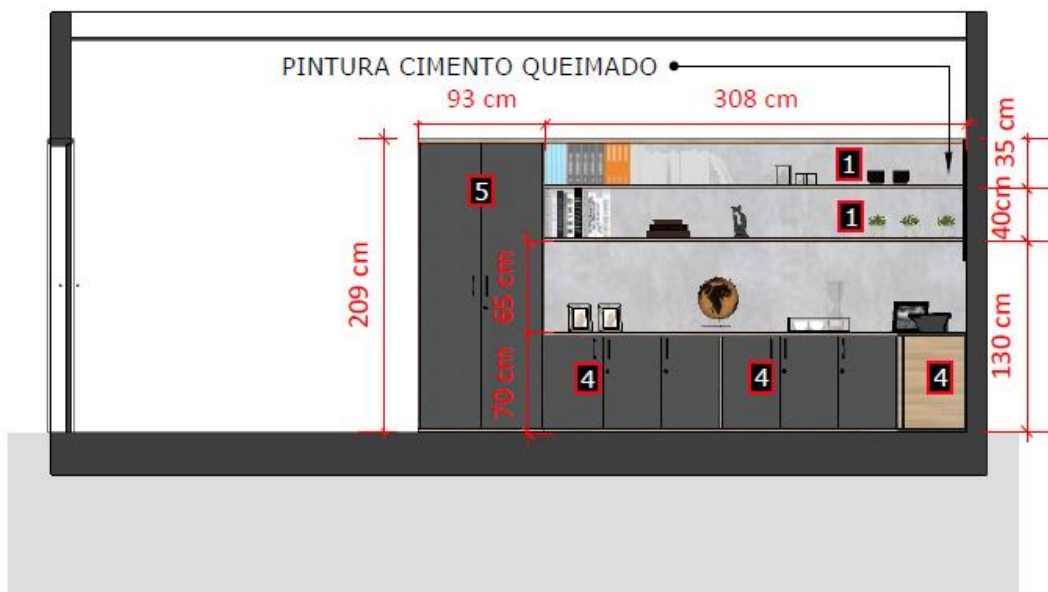 PINTURA CIMENTO QUEIMADO
93 cm
308 cm
35 cm
1
5
40cm
1
209 cm
65 cm
130 cm
70 cm
4
4
4